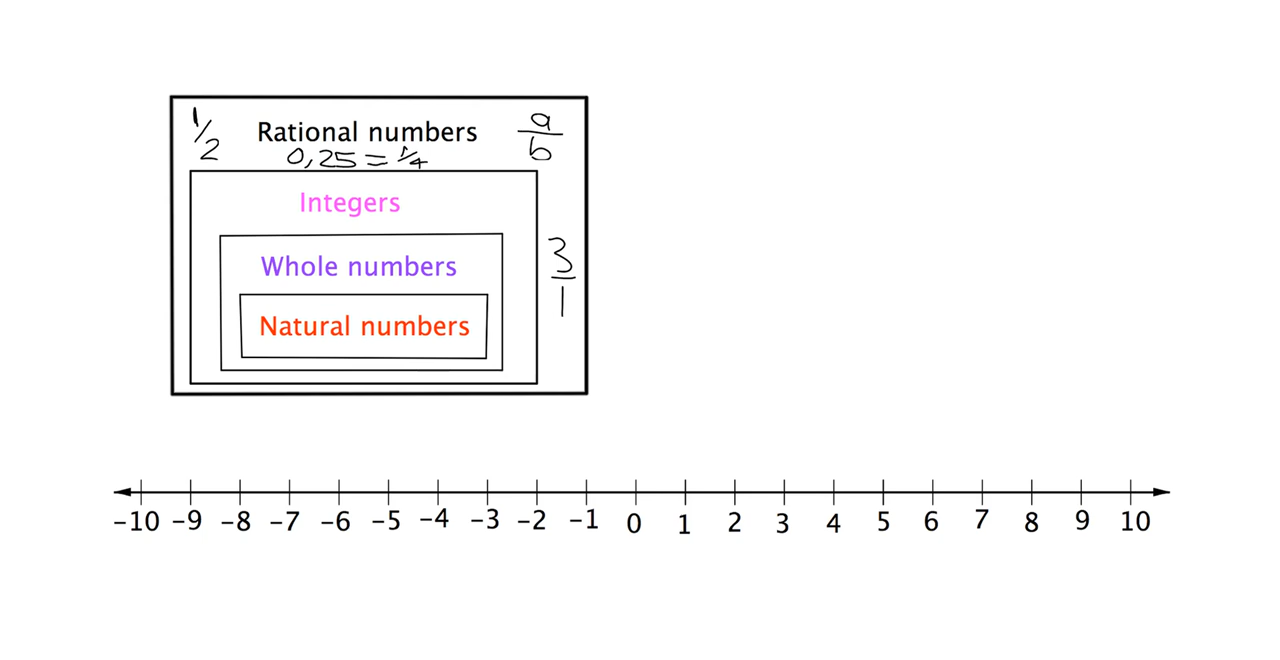 1/2 Rational numbers a/b
0,25 = 1/4
Integers
Whole numbers
3/1
Natural numbers
-10 -9 -8 -7 -6 -5 -4 -3 -2 -1 0 1 2 3 4 5 6 7 8 9 10